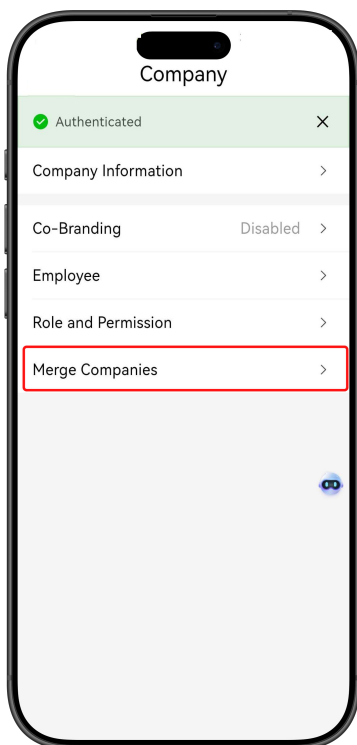 Company
Authenticated
Company Information
Co-Branding Disabled
Employee
Role and Permission
Merge Companies